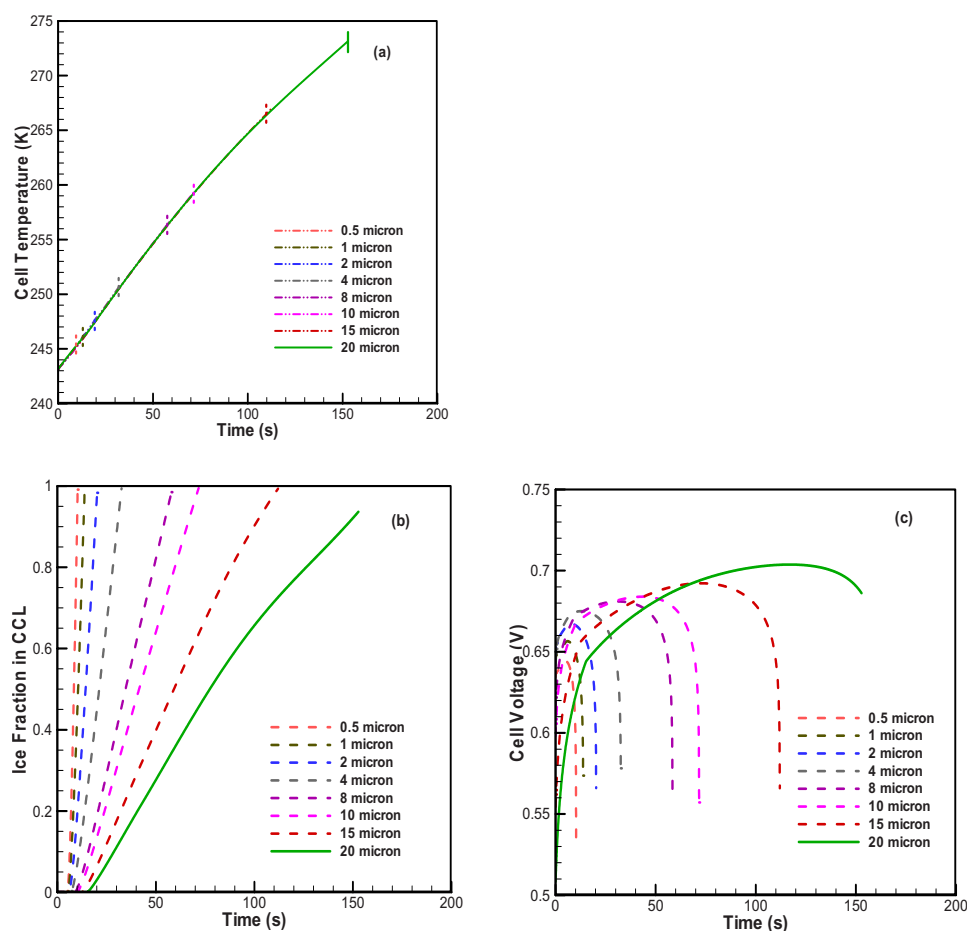 275
270
265
260
255
250
245
240
Cell Temperature (K)
(a)
0.5 micron
1 micron
2 micron
4 micron
8 micron
10 micron
15 micron
20 micron
0 50 100 150 200
Time (s)
1
0.8
0.6
0.4
0.2
0
Ice Fraction in CCL
(b)
0.5 micron
1 micron
2 micron
4 micron
8 micron
10 micron
15 micron
20 micron
0 50 100 150 200
Time (s)
0.75
0.7
0.65
0.6
0.55
0.5
Cell Voltage (V)
(c)
0.5 micron
1 micron
2 micron
4 micron
8 micron
10 micron
15 micron
20 micron
0 50 100 150 200
Time (s)